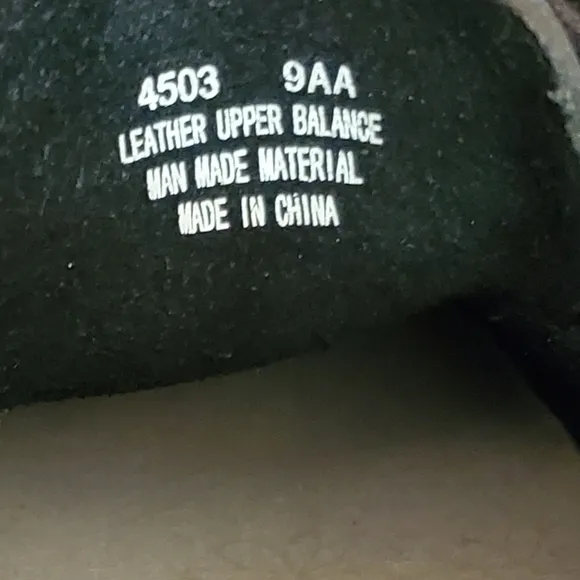 4503 9AA
LEATHER UPPER BALANCE
MAN MADE MATERIAL
MADE IN CHINA